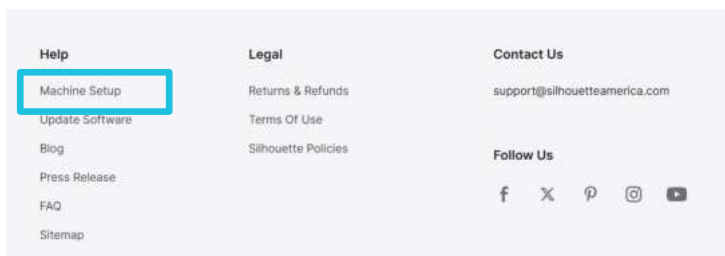 Help
Machine Setup
Update Software
Blog
Press Release
FAQ
Sitemap
Legal
Returns & Refunds
Terms Of Use
Silhouette Policies
Contact Us
support@silhouetteamerica.com
Follow Us